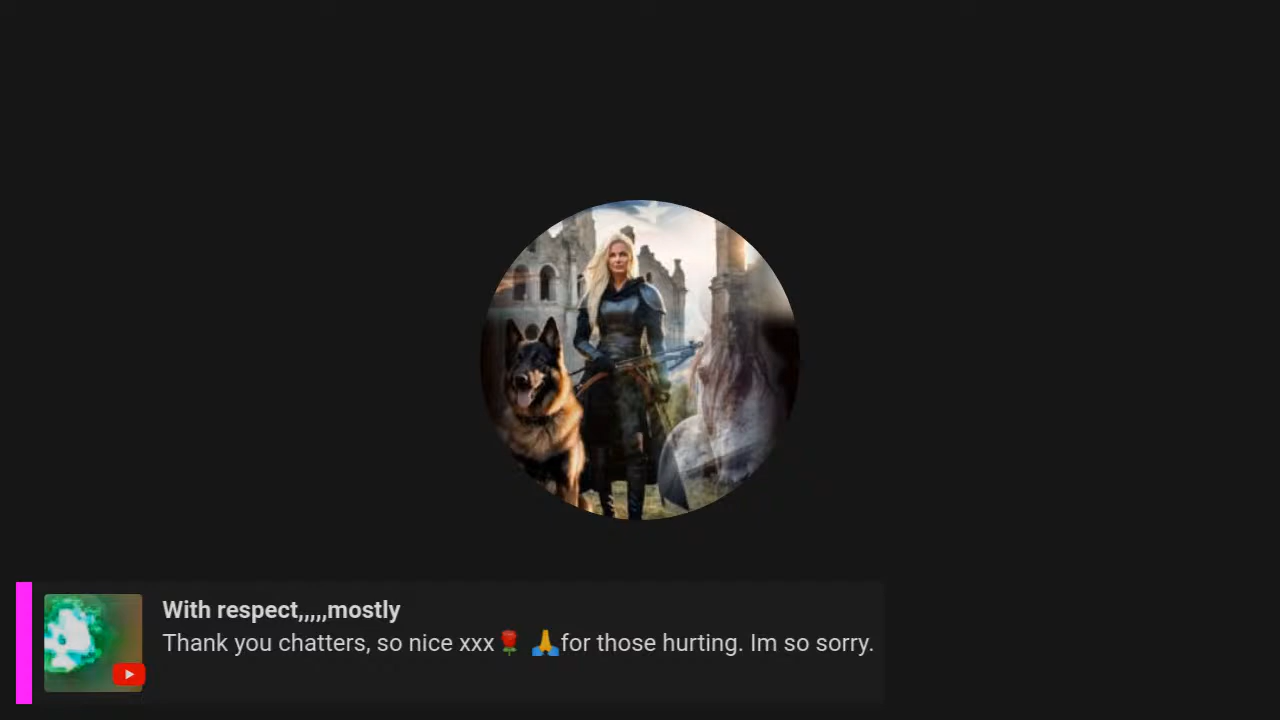 With respect,,,,,mostly
Thank you chatters, so nice xxx🌹 🙏for those hurting. Im so sorry.